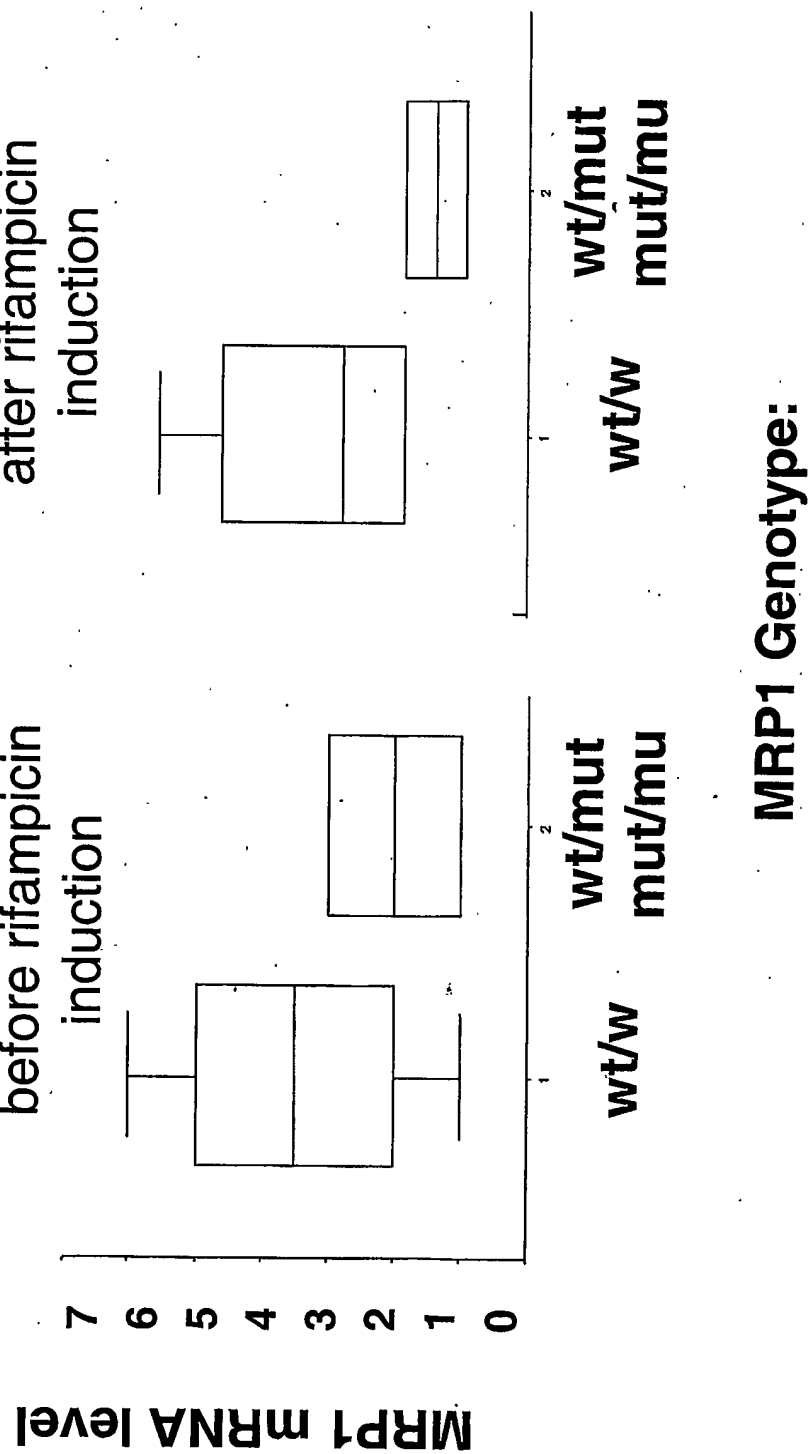 before rifampicin
induction
after rifampicin
induction
MRP1 mRNA level
7
6
5
4
3
2
1
0
1
2
1
2
wt/w
wt/mut
mut/mu
wt/w
wt/mut
mut/mu
MRP1 Genotype: